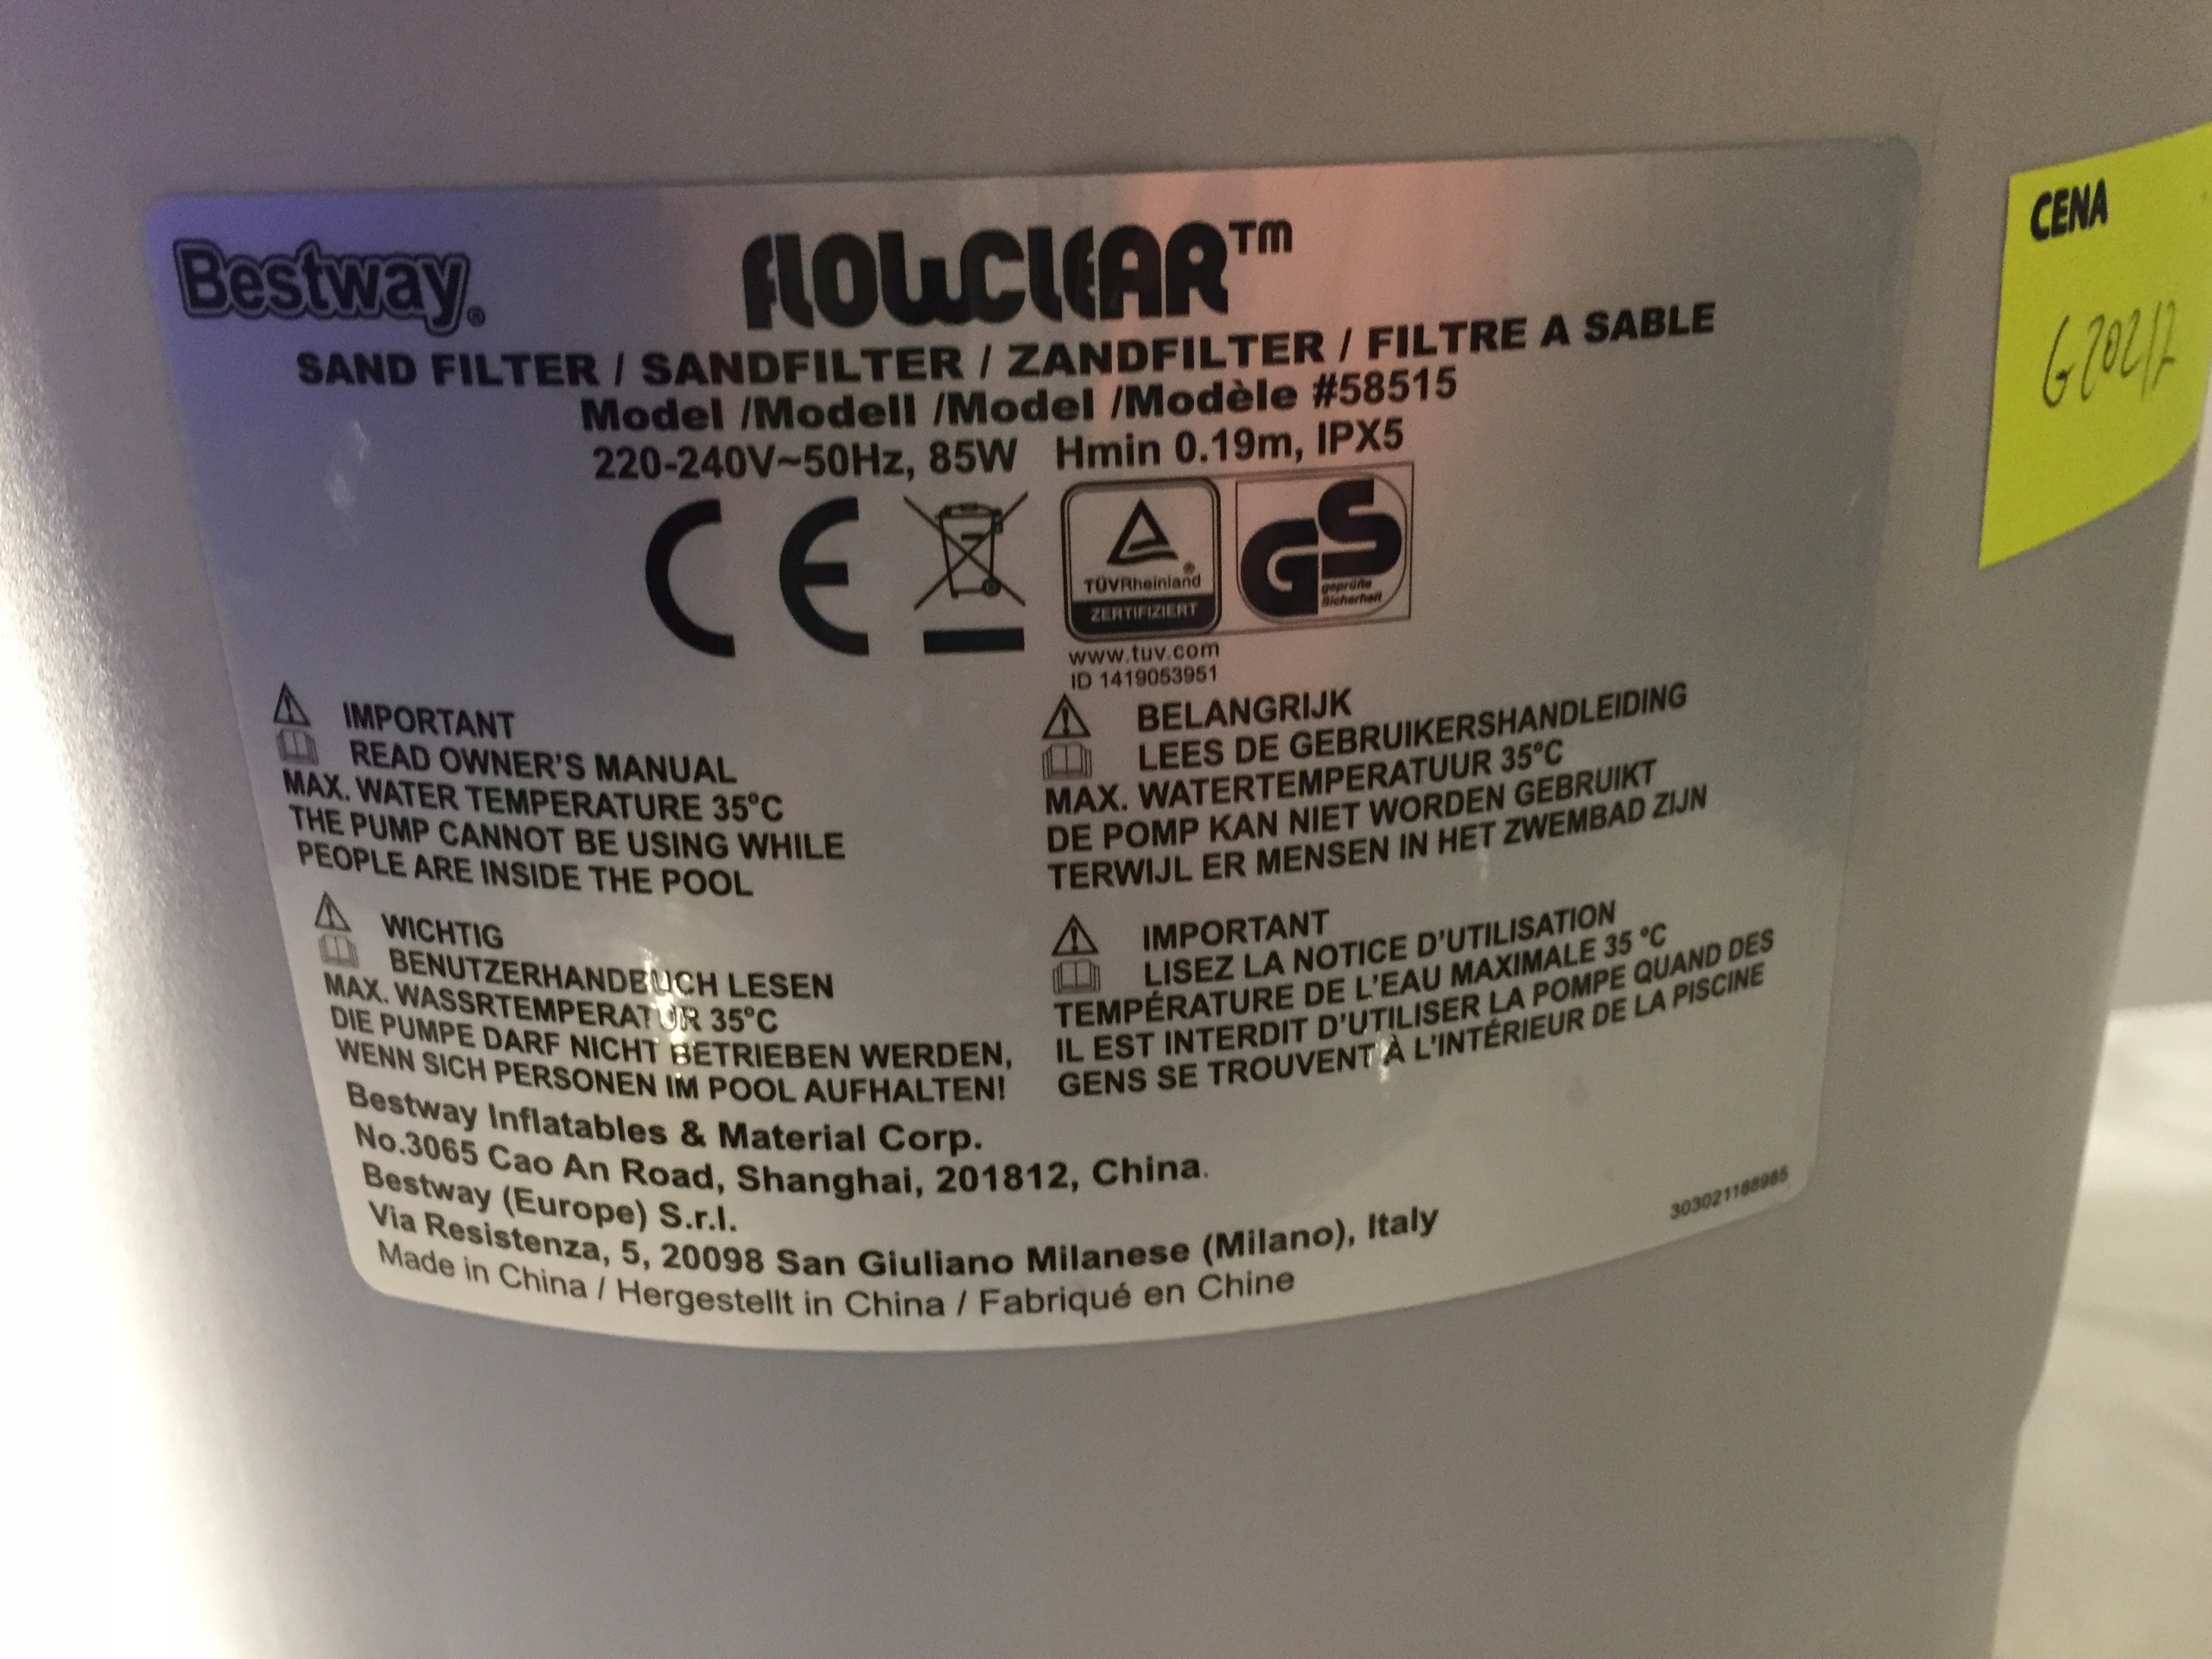 Bestway®
FLOWCLEAR™
SAND FILTER / SANDFILTER / ZANDFILTER / FILTRE A SABLE
Model /Modell /Model /Modèle #58515
220-240V~50Hz, 85W Hmin 0.19m, IPX5
CE
TÜVRheinland®
ZERTIFIZIERT
GS
geprüfte
Sicherheit
www.tuv.com
ID 1419053951
IMPORTANT
READ OWNER'S MANUAL
MAX. WATER TEMPERATURE 35°C
THE PUMP CANNOT BE USING WHILE
PEOPLE ARE INSIDE THE POOL
BELANGRIJK
LEES DE GEBRUIKERSHANDLEIDING
MAX. WATERTEMPERATUUR 35°C
DE POMP KAN NIET WORDEN GEBRUIKT
TERWIJL ER MENSEN IN HET ZWEMBAD ZIJN
WICHTIG
BENUTZERHANDBUCH LESEN
MAX. WASSRTEMPERATUR 35°C
DIE PUMPE DARF NICHT BETRIEBEN WERDEN,
WENN SICH PERSONEN IM POOL AUFHALTEN!
IMPORTANT
LISEZ LA NOTICE D'UTILISATION
TEMPÉRATURE DE L'EAU MAXIMALE 35 °C
IL EST INTERDIT D'UTILISER LA POMPE QUAND DES
GENS SE TROUVENT À L'INTÉRIEUR DE LA PISCINE
Bestway Inflatables & Material Corp.
No.3065 Cao An Road, Shanghai, 201812, China.
Bestway (Europe) S.r.l.
Via Resistenza, 5, 20098 San Giuliano Milanese (Milano), Italy
Made in China / Hergestellt in China / Fabriqué en Chine
303021188985
CENA